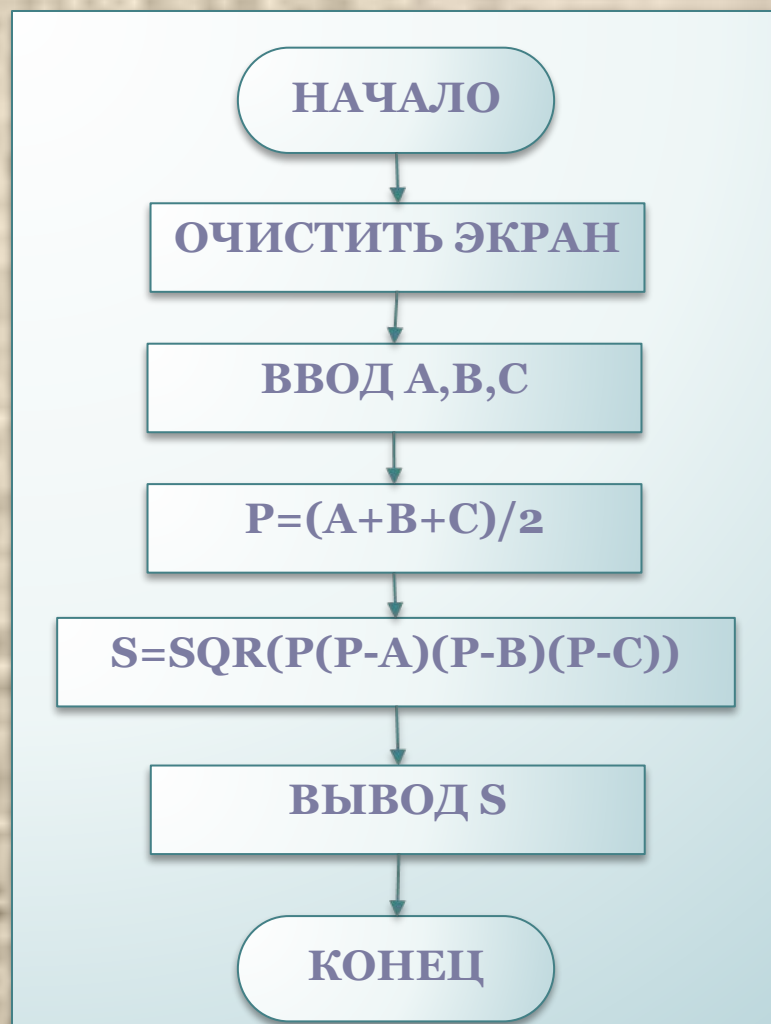 НАЧАЛО
ОЧИСТИТЬ ЭКРАН
ВВОД A,B,C
P=(A+B+C)/2
S=SQR(P(P-A)(P-B)(P-C))
ВЫВОД S
КОНЕЦ